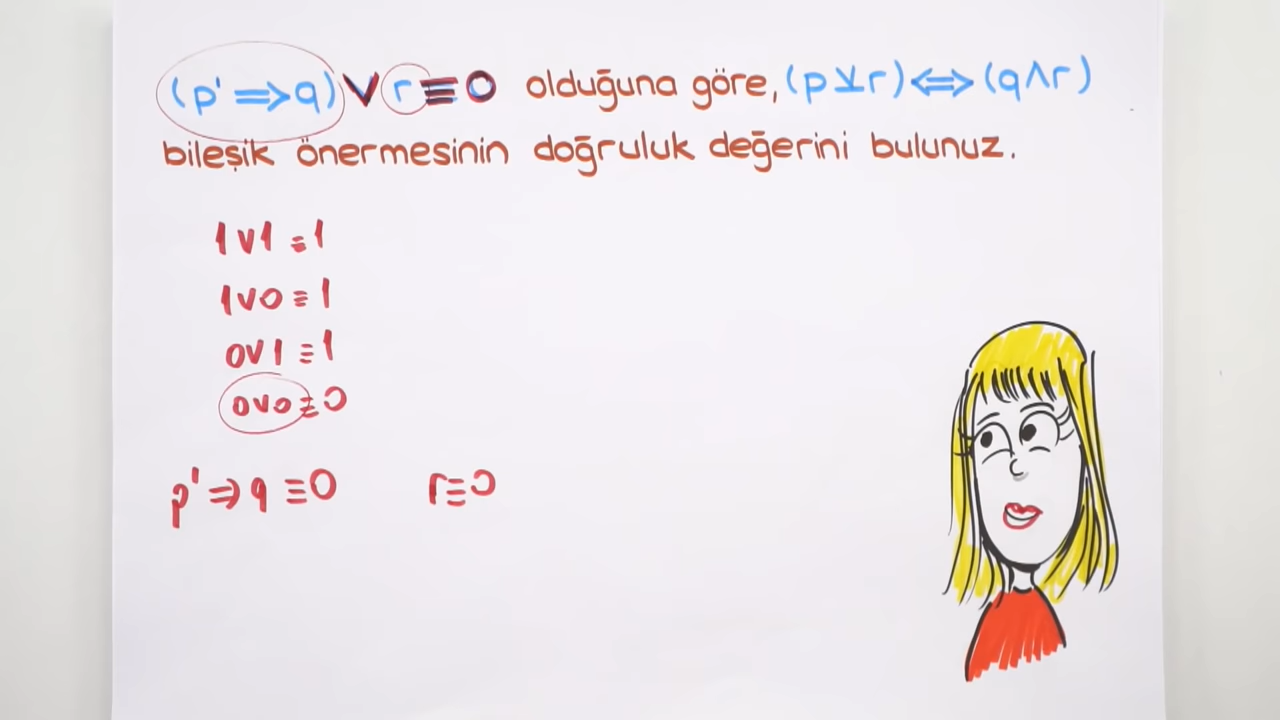 (p' ⇒ q) ∨ r ≡ 0 olduğuna göre, (p ⊻ r) ⇔ (q ∧ r)
bileşik önermesinin doğruluk değerini bulunuz.
1 ∨ 1 ≡ 1
1 ∨ 0 ≡ 1
0 ∨ 1 ≡ 1
0 ∨ 0 ≡ 0
p' ⇒ q ≡ 0 r ≡ 0